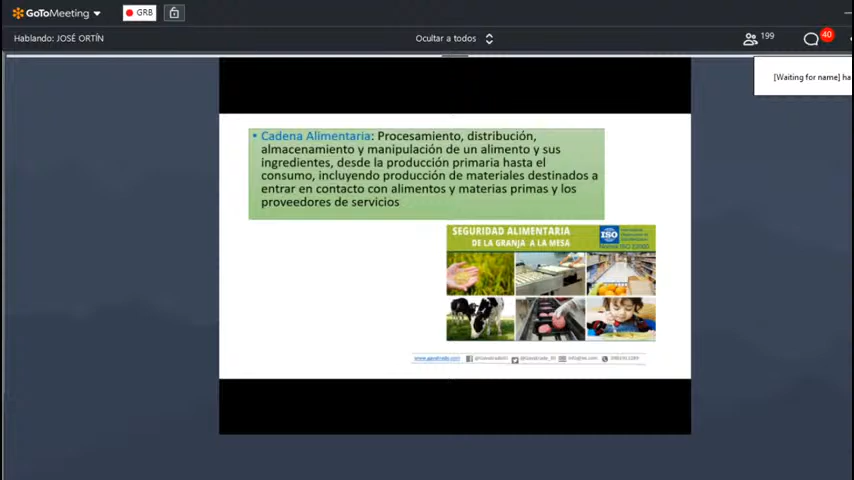 GoToMeeting
GRB
Hablando: JOSÉ ORTÍN
Ocultar a todos
199
40
[Waiting for name] ha
• Cadena Alimentaria: Procesamiento, distribución,
almacenamiento y manipulación de un alimento y sus
ingredientes, desde la producción primaria hasta el
consumo, incluyendo producción de materiales destinados a
entrar en contacto con alimentos y materias primas y los
proveedores de servicios
SEGURIDAD ALIMENTARIA
DE LA GRANJA A LA MESA
ISO